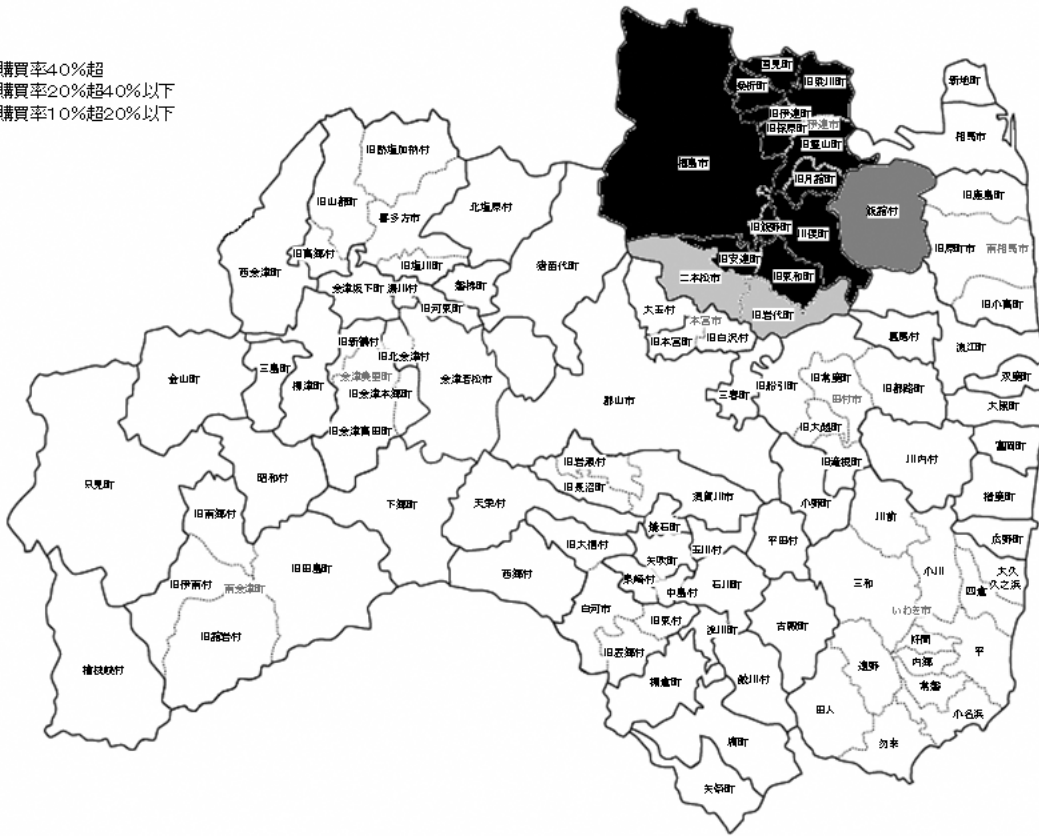 購買率40%超
購買率20%超40%以下
購買率10%超20%以下
国見町
桑折町
旧梁川町
旧伊達町
旧保原町
伊達市
旧霊山町
福島市
旧月舘町
飯舘村
旧飯野町
川俣町
旧安達町
旧東和町
二本松市
旧岩代町
新地町
相馬市
旧鹿島町
旧原町市
南相馬市
旧小高町
旧熱塩加納村
旧山都町
喜多方市
北塩原村
旧高郷村
旧塩川町
西会津町
猪苗代町
会津坂下町
湯川村
磐梯町
旧河東町
大玉村
本宮市
旧本宮町
旧白沢村
葛尾村
浪江町
旧新鶴村
旧北会津村
会津美里町
旧会津本郷町
会津若松市
旧会津高田町
金山町
三島町
柳津町
郡山市
三春町
旧船引町
旧常葉町
田村市
旧都路町
旧大越町
双葉町
大熊町
富岡町
楢葉町
広野町
旧滝根町
川内村
小野町
只見町
昭和村
下郷町
天栄村
旧岩瀬村
旧長沼町
須賀川市
鏡石町
旧南郷村
旧伊南村
南会津町
旧田島町
旧舘岩村
檜枝岐村
西郷村
旧大信村
矢吹町
玉川村
平田村
泉崎村
中島村
石川町
白河市
旧東村
浅川町
古殿町
旧表郷村
棚倉町
鮫川村
塙町
矢祭町
川前
三和
小川
大久
久之浜
四倉
いわき市
好間
内郷
平
遠野
常磐
小名浜
田人
勿来